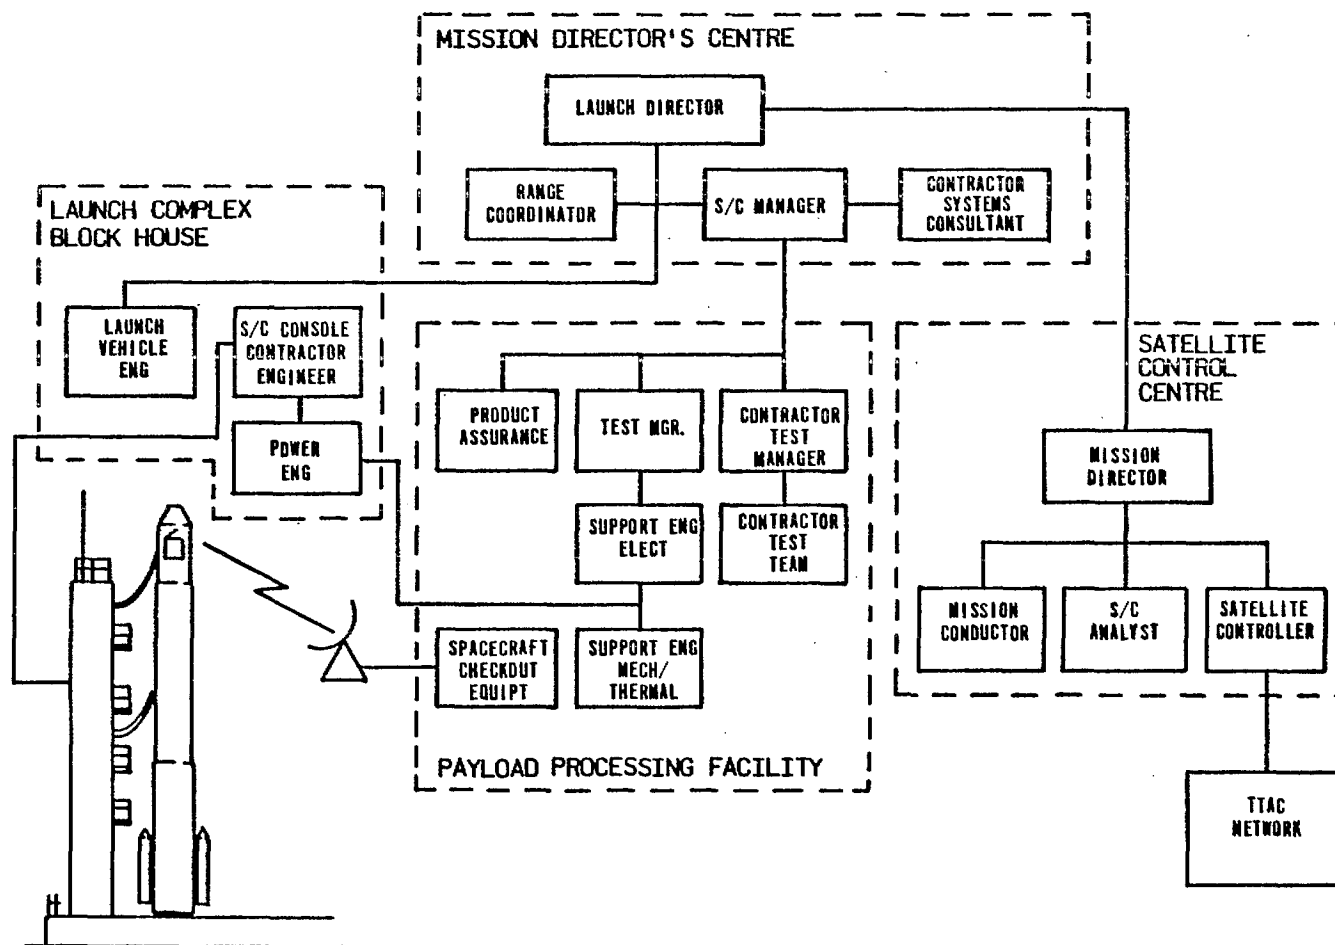 MISSION DIRECTOR'S CENTRE
LAUNCH DIRECTOR
RANGE
COORDINATOR
S/C MANAGER
CONTRACTOR
SYSTEMS
CONSULTANT
LAUNCH COMPLEX
BLOCK HOUSE
LAUNCH
VEHICLE
ENG
S/C CONSOLE
CONTRACTOR
ENGINEER
POWER
ENG
PRODUCT
ASSURANCE
TEST MGR.
CONTRACTOR
TEST
MANAGER
SUPPORT ENG
ELECT
CONTRACTOR
TEST
TEAM
SPACECRAFT
CHECKOUT
EQUIPT
SUPPORT ENG
MECH/
THERMAL
PAYLOAD PROCESSING FACILITY
SATELLITE
CONTROL
CENTRE
MISSION
DIRECTOR
MISSION
CONDUCTOR
S/C
ANALYST
SATELLITE
CONTROLLER
TTAC
NETWORK